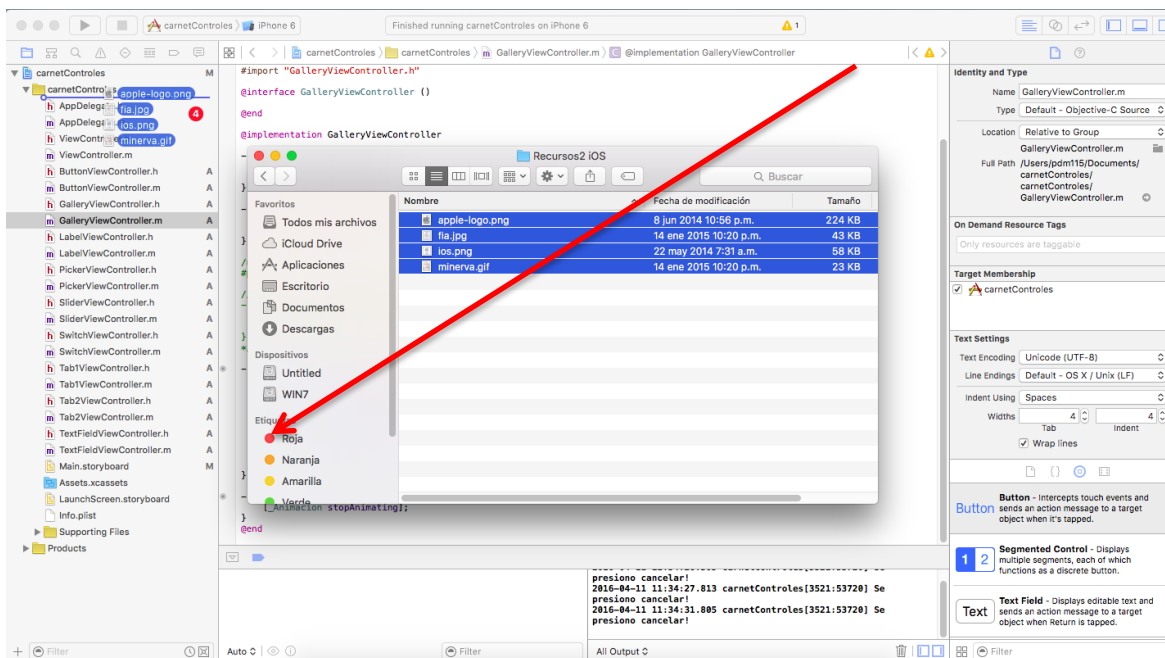 carnetControles
iPhone 6
Finished running carnetControles on iPhone 6
1
carnetControles
carnetControles
GalleryViewController.m
@implementation GalleryViewController
carnetControles M
apple-logo.png
fia.jpg
ios.png
minerva.gif
4
ViewController.m
ButtonViewController.h A
ButtonViewController.m A
GalleryViewController.h A
GalleryViewController.m A
LabelViewController.h A
LabelViewController.m A
PickerViewController.h A
PickerViewController.m A
SliderViewController.h A
SliderViewController.m A
SwitchViewController.h A
SwitchViewController.m A
Tab1ViewController.h A
Tab1ViewController.m A
Tab2ViewController.h A
Tab2ViewController.m A
TextFieldViewController.h A
TextFieldViewController.m A
Main.storyboard M
Assets.xcassets
LaunchScreen.storyboard
Info.plist
Supporting Files
Products
Filter
#import "GalleryViewController.h"
@interface GalleryViewController ()
@end
@implementation GalleryViewController
Recursos2 iOS
Buscar
Favoritos
Todos mis archivos
iCloud Drive
Aplicaciones
Escritorio
Documentos
Descargas
Dispositivos
Untitled
WIN7
Roja
Naranja
Amarilla
Verde
Nombre Fecha de modificación Tamaño
apple-logo.png 8 jun 2014 10:56 p.m. 224 KB
fia.jpg 14 ene 2015 10:20 p.m. 43 KB
ios.png 22 may 2014 7:31 a.m. 58 KB
minerva.gif 14 ene 2015 10:20 p.m. 23 KB
[_Animacion stopAnimating];
}
@end
presiono cancelar!
2016-04-11 11:34:27.813 carnetControles[3521:53720] Se
presiono cancelar!
2016-04-11 11:34:31.805 carnetControles[3521:53720] Se
presiono cancelar!
Auto
Filter
All Output
Identity and Type
Name GalleryViewController.m
Type Default - Objective-C Source
Location Relative to Group
GalleryViewController.m
Full Path /Users/pdm115/Documents/
carnetControles/
carnetControles/
GalleryViewController.m
On Demand Resource Tags
Only resources are taggable
Target Membership
carnetControles
Text Settings
Text Encoding Unicode (UTF-8)
Line Endings Default - OS X / Unix (LF)
Indent Using Spaces
Widths 4 4
Tab Indent
Wrap lines
Button
Button - Intercepts touch events and
sends an action message to a target
object when it's tapped.
1 2
Segmented Control - Displays
multiple segments, each of which
functions as a discrete button.
Text
Text Field - Displays editable text and
sends an action message to a target
object when Return is tapped.
Filter